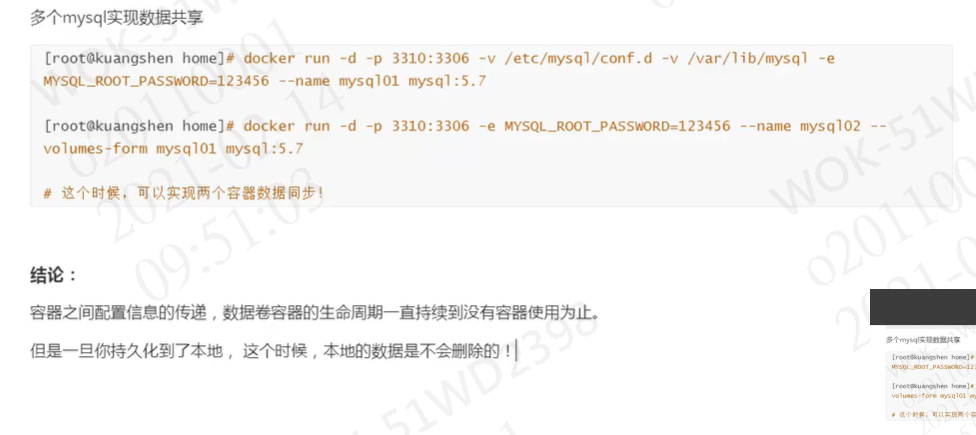 多个mysql实现数据共享
[root@kuangshen home]# docker run -d -p 3310:3306 -v /etc/mysql/conf.d -v /var/lib/mysql -e
MYSQL_ROOT_PASSWORD=123456 --name mysql01 mysql:5.7
[root@kuangshen home]# docker run -d -p 3310:3306 -e MYSQL_ROOT_PASSWORD=123456 --name mysql02 --
volumes-form mysql01 mysql:5.7
# 这个时候，可以实现两个容器数据同步！
结论：
容器之间配置信息的传递，数据卷容器的生命周期一直持续到没有容器使用为止。
但是一旦你持久化到了本地，这个时候，本地的数据是不会删除的！
多个mysql实现数据共享
[root@kuangshen home]#
MYSQL_ROOT_PASSWORD=12
[root@kuangshen home]#
volumes-form mysql01 m
# 这个时候，可以实现两个容
WOK-51WD2398
o20110001
2021-02-14
09:51:03